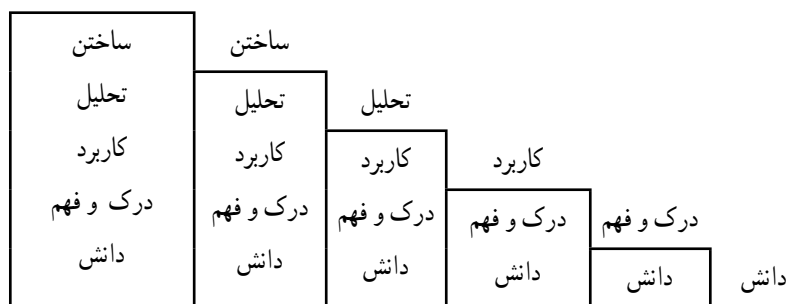 ساختن ساختن
تحلیل تحلیل تحلیل
کاربرد کاربرد کاربرد کاربرد
درک و فهم درک و فهم درک و فهم درک و فهم درک و فهم
دانش دانش دانش دانش دانش دانش